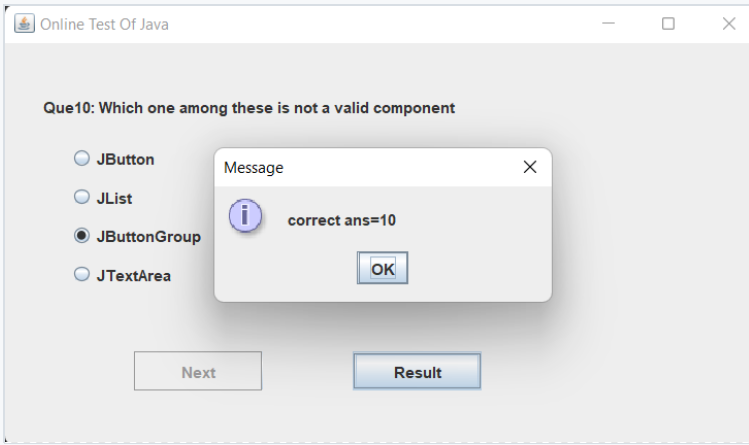 Online Test Of Java
Que10: Which one among these is not a valid component
JButton
JList
JButtonGroup
JTextArea
Message
i
correct ans=10
OK
Next
Result